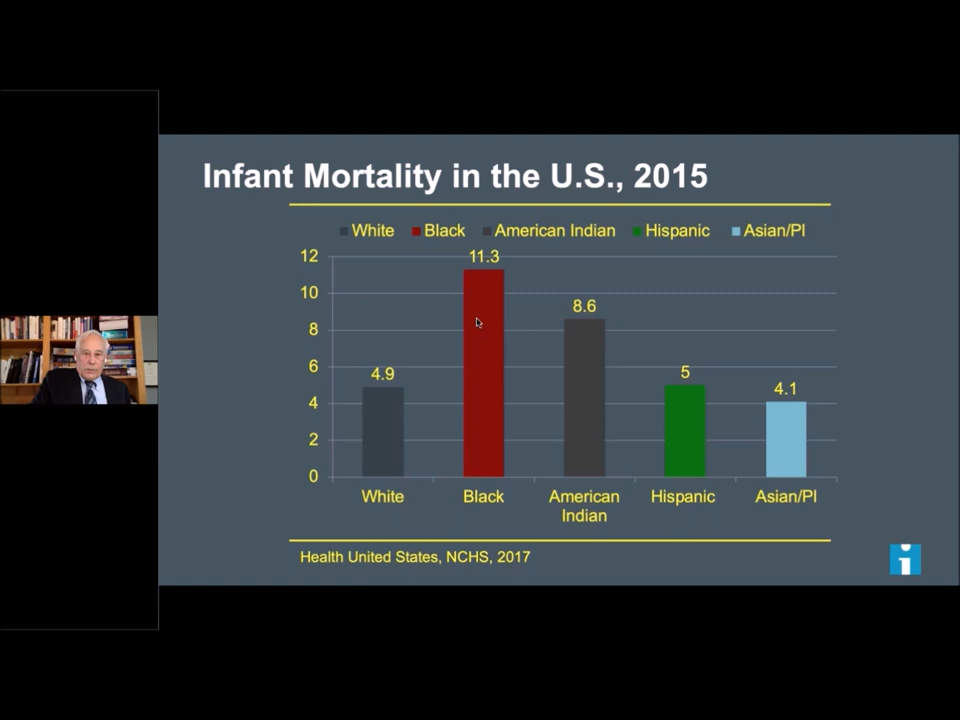 Infant Mortality in the U.S., 2015
White Black American Indian Hispanic Asian/PI
12
10
8
6
4
2
0
4.9
11.3
8.6
5
4.1
White Black American Indian Hispanic Asian/PI
Health United States, NCHS, 2017
i